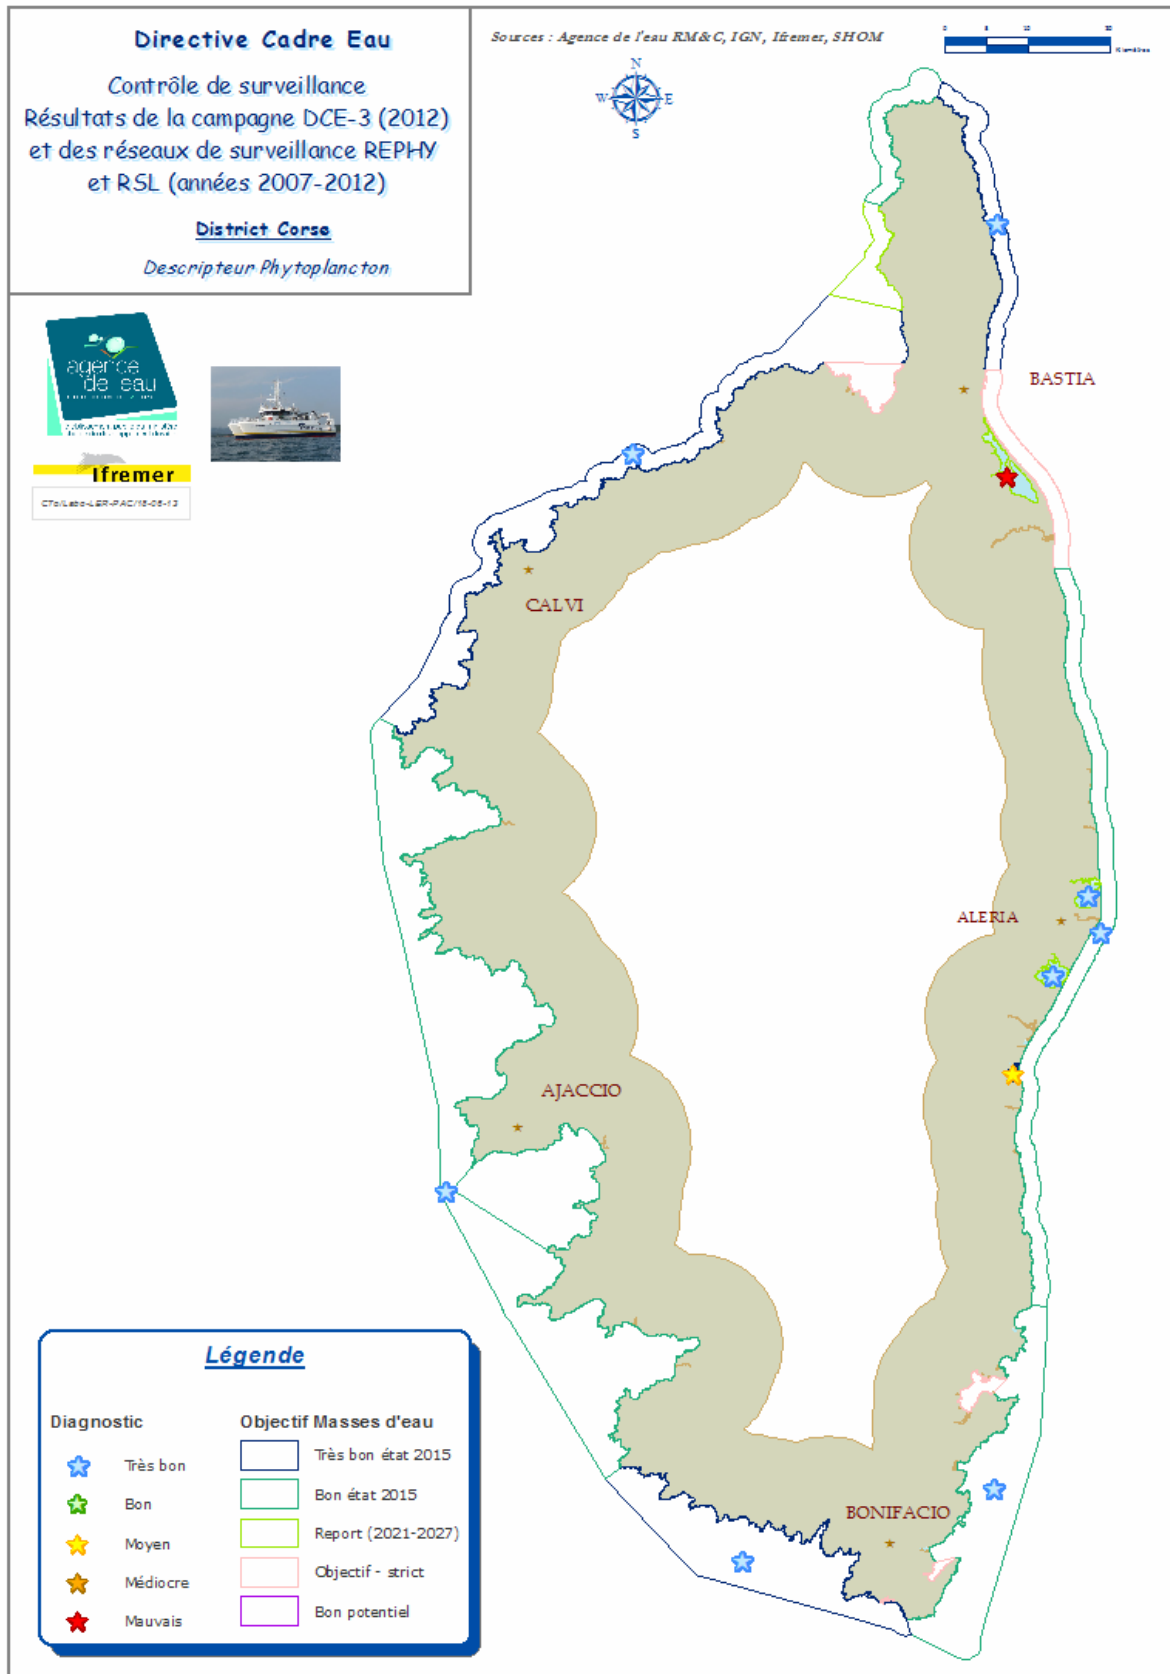 Directive Cadre Eau
Contrôle de surveillance
Résultats de la campagne DCE-3 (2012)
et des réseaux de surveillance REPHY
et RSL (années 2007-2012)
District Corse
Descripteur Phytoplancton
Sources : Agence de l'eau RM&C, IGN, Ifremer, SHOM
N
W E
S
agence
de eau
Ifremer
BASTIA
CALVI
ALERIA
AJACCIO
BONIFACIO
Légende
Diagnostic
Très bon
Bon
Moyen
Médiocre
Mauvais
Objectif Masses d'eau
Très bon état 2015
Bon état 2015
Report (2021-2027)
Objectif - strict
Bon potentiel